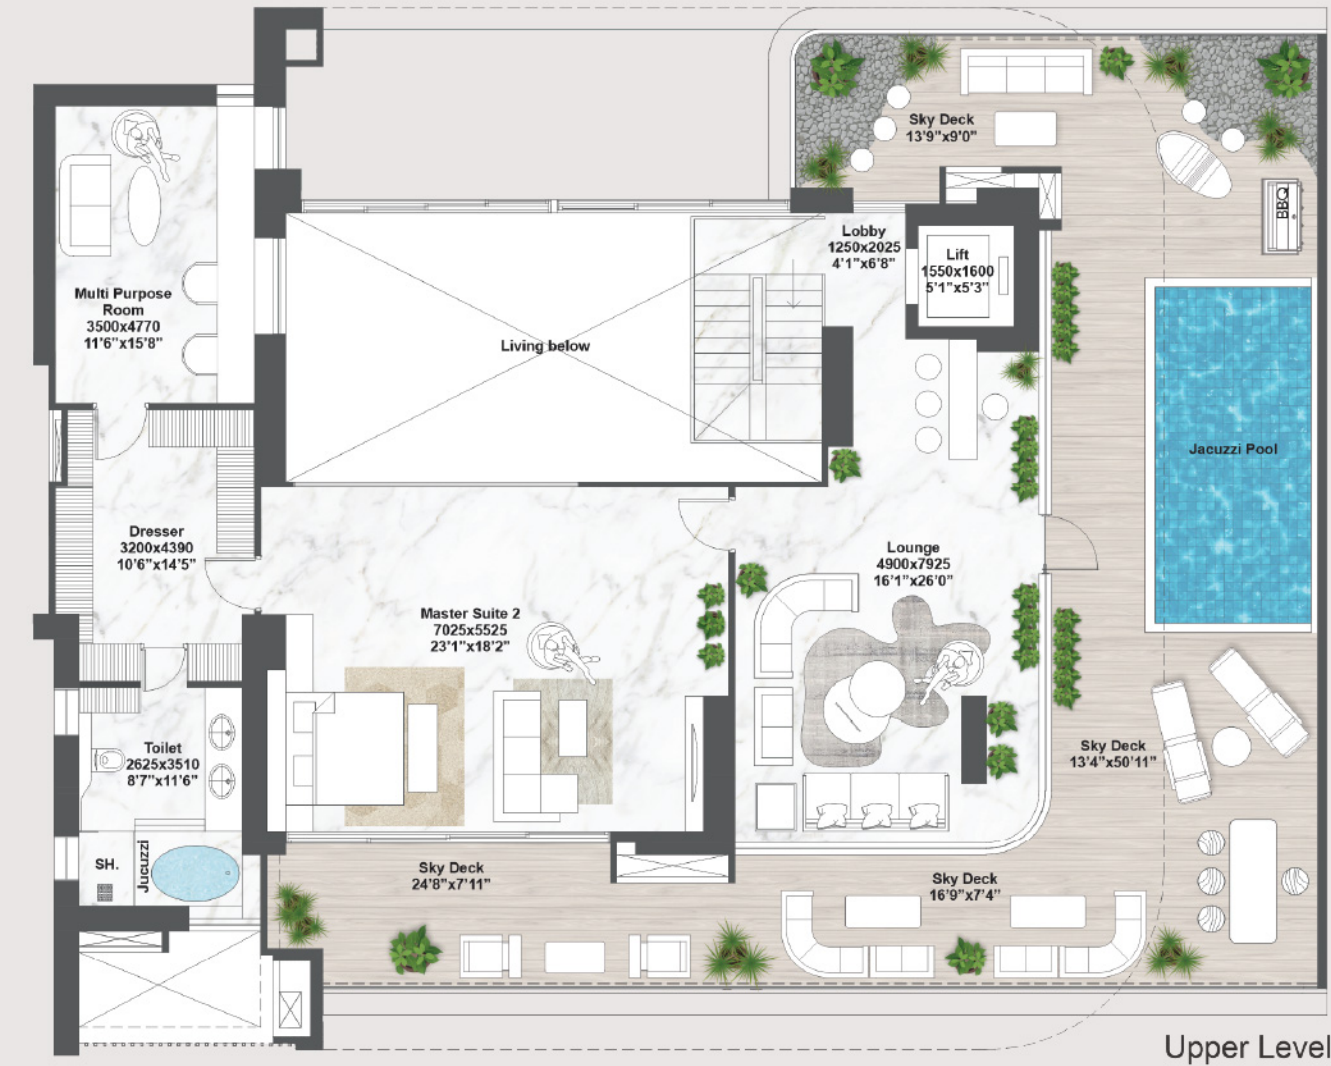 Sky Deck
13'9"x9'0"
BBQ
Lobby
1250x2025
4'1"x6'8"
Lift
1550x1600
5'1"x5'3"
Multi Purpose
Room
3500x4770
11'6"x15'8"
Living below
Jacuzzi Pool
Dresser
3200x4390
10'6"x14'5"
Lounge
4900x7925
16'1"x26'0"
Master Suite 2
7025x5525
23'1"x18'2"
Toilet
2625x3510
8'7"x11'6"
Sky Deck
13'4"x50'11"
SH.
Jucuzzi
Sky Deck
24'8"x7'11"
Sky Deck
16'9"x7'4"
Upper Level